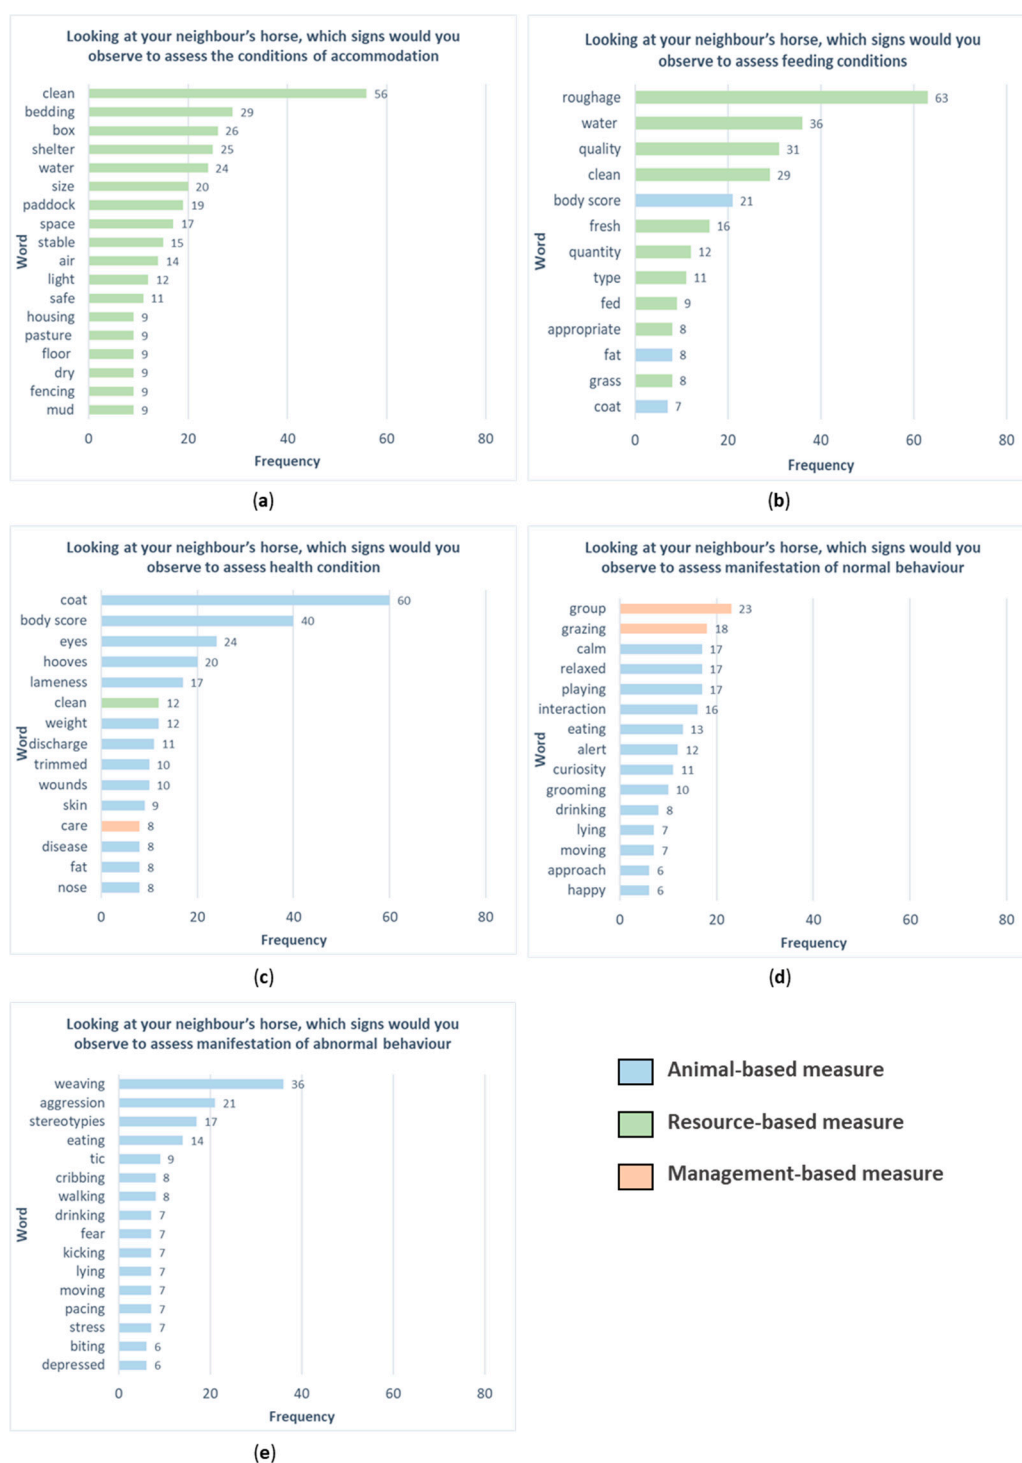 Looking at your neighbour's horse, which signs would you
observe to assess the conditions of accommodation
clean 56
bedding 29
box 26
shelter 25
water 24
size 20
paddock 19
space 17
stable 15
air 14
light 12
safe 11
housing 9
pasture 9
floor 9
dry 9
fencing 9
mud 9
Word
0 20 40 60 80
Frequency
(a)
Looking at your neighbour's horse, which signs would you
observe to assess feeding conditions
roughage 63
water 36
quality 31
clean 29
body score 21
fresh 16
quantity 12
type 11
fed 9
appropriate 8
fat 8
grass 8
coat 7
Word
0 20 40 60 80
Frequency
(b)
Looking at your neighbour's horse, which signs would you
observe to assess health condition
coat 60
body score 40
eyes 24
hooves 20
lameness 17
clean 12
weight 12
discharge 11
trimmed 10
wounds 10
skin 9
care 8
disease 8
fat 8
nose 8
Word
0 20 40 60 80
Frequency
(c)
Looking at your neighbour's horse, which signs would you
observe to assess manifestation of normal behaviour
group 23
grazing 18
calm 17
relaxed 17
playing 17
interaction 16
eating 13
alert 12
curiosity 11
grooming 10
drinking 8
lying 7
moving 7
approach 6
happy 6
Word
0 20 40 60 80
Frequency
(d)
Looking at your neighbour's horse, which signs would you
observe to assess manifestation of abnormal behaviour
weaving 36
aggression 21
stereotypies 17
eating 14
tic 9
cribbing 8
walking 8
drinking 7
fear 7
kicking 7
lying 7
moving 7
pacing 7
stress 7
biting 6
depressed 6
Word
0 20 40 60 80
Frequency
(e)
Animal-based measure
Resource-based measure
Management-based measure